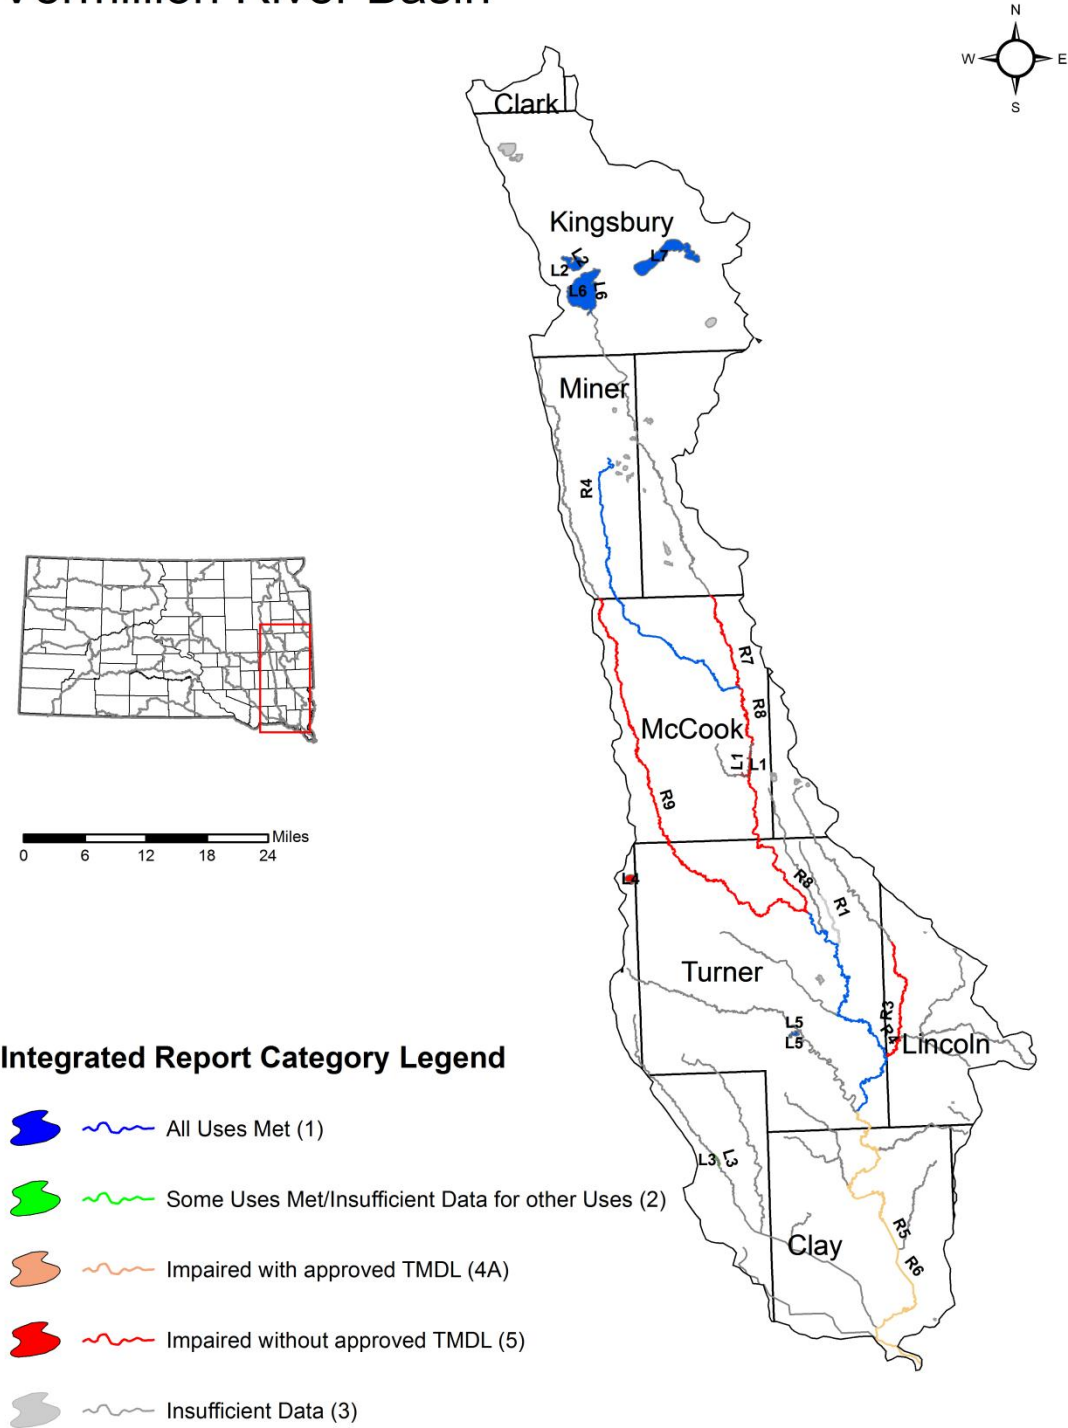 Vermillion River Basin
N
W
E
S
Clark
Kingsbury
L2
L2
L7
L6
L6
Miner
R4
R7
R8
McCook
L1
L1
R9
Miles
0 6 12 18 24
L4
R8
R1
Turner
R3
L5
L5
R4
Lincoln
Integrated Report Category Legend
All Uses Met (1)
L3
L3
Some Uses Met/Insufficient Data for other Uses (2)
R5
Clay
R6
Impaired with approved TMDL (4A)
Impaired without approved TMDL (5)
Insufficient Data (3)